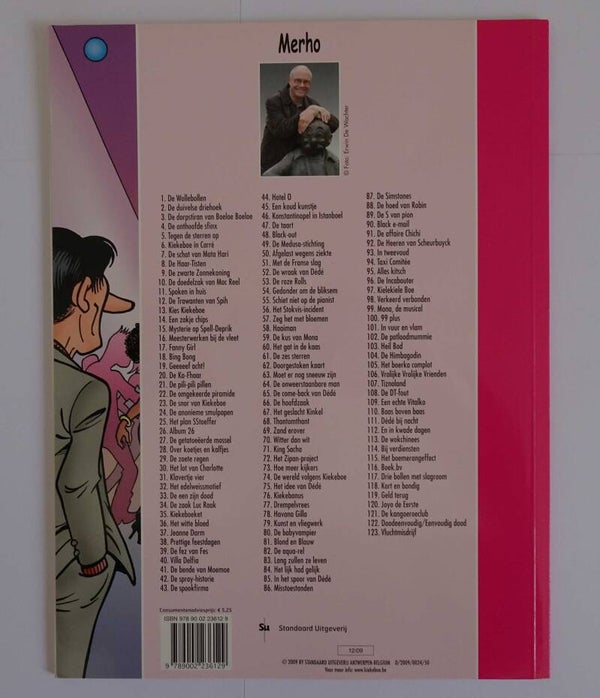 Merho
© Foto: Erwin De Wachter
1. De Wollebollen
2. De duivelse driehoek
3. De dorpstiran van Boeloe Boeloe
4. De onthoofde sfinx
5. Tegen de sterren op
6. Kiekeboe in Carré
7. De schat van Mata Hari
8. De Haar-Tisten
9. De zwarte Zonnekoning
10. De doedelzak van Mac Reel
11. Spoken in huis
12. De Trawanten van Spih
13. Kies Kiekeboe
14. Een zakje chips
15. Mysterie op Spell-Deprik
16. Meesterwerken bij de vleet
17. Fanny Girl
18. Bing Bong
19. Geeeeef acht!
20. De Ka-Fhaar
21. De pili-pili pillen
22. De omgekeerde piramide
23. De snor van Kiekeboe
24. De anonieme smulpapen
25. Het plan SStoeffer
26. Album 26
27. De getatoeëerde mossel
28. Over koetjes en kalfjes
29. De zoete regen
30. Het lot van Charlotte
31. Klavertje vier
32. Het edelweissmotief
33. De een zijn dood
34. De zaak Lux Raak
35. Kiekeboeket
36. Het witte bloed
37. Jeanne Darm
38. Prettige feestdagen
39. De fez van Fes
40. Villa Delfia
41. De bende van Moemoe
42. De spray-historie
43. De spookfirma
44. Hotel O
45. Een koud kunstje
46. Konstantinopel in Istanboel
47. De taart
48. Black-out
49. De Medusa-stichting
50. Afgelast wegens ziekte
51. Met de Franse slag
52. De wraak van Dédé
53. De roze Rolls
54. Gedonder om de bliksem
55. Schiet niet op de pianist
56. Het Stokvis-incident
57. Zeg het met bloemen
58. Haaiman
59. De kus van Mona
60. Het gat in de kaas
61. De zes sterren
62. Doorgestoken kaart
63. Moet er nog sneeuw zijn
64. De onweerstaanbare man
65. De come-back van Dédé
66. De hoofdzaak
67. Het geslacht Kinkel
68. Thantomthant
69. Zand erover
70. Witter dan wit
71. King Sacha
72. Het Zipan-project
73. Hoe meer kijkers
74. De wereld volgens Kiekeboe
75. Het idee van Dédé
76. Kiekebanus
77. Drempelvrees
78. Havana Gilla
79. Kunst en vliegwerk
80. De babyvampier
81. Blond en Blauw
82. De aqua-rel
83. Lang zullen ze leven
84. Het lijk had gelijk
85. In het spoor van Dédé
86. Misstoestanden
87. De Simstones
88. De hoed van Robin
89. De S van pion
90. Black e-mail
91. De affaire Chichi
92. De Heeren van Scheurbuyck
93. In tweevoud
94. Taxi Comitée
95. Alles kitsch
96. De Incabouter
97. Kielekiele Boe
98. Verkeerd verbonden
99. Mona, de musical
100. 99 plus
101. In vuur en vlam
102. De patloodmummie
103. Heil Bod
104. De Himbagodin
105. Het boerka complot
106. Vrolijke Vrolijke Vrienden
107. Tiznoland
108. De DT-fout
109. Een echte Vitalko
110. Baas boven baas
111. Dédé bij nacht
112. En in kwade dagen
113. De wakchinees
114. Bij verdiensten
115. Het boemerangeffect
116. Boek.bv
117. Drie bollen met slagroom
118. Kort en bondig
119. Geld terug
120. Joyo de Eerste
121. De kangoeroeclub
122. Doodeenvoudig/Eenvoudig dood
123. Vluchtmisdrijf
Consumentenadviesprijs: € 5,25
ISBN 978 90 02 23612 9
9 789002 236129
Su Standaard Uitgeverij
12/09
© 2009 BY STANDAARD UITGEVERIJ ANTWERPEN BELGIUM D/2009/0034/50
Voor meer info: www.kiekeboe.be